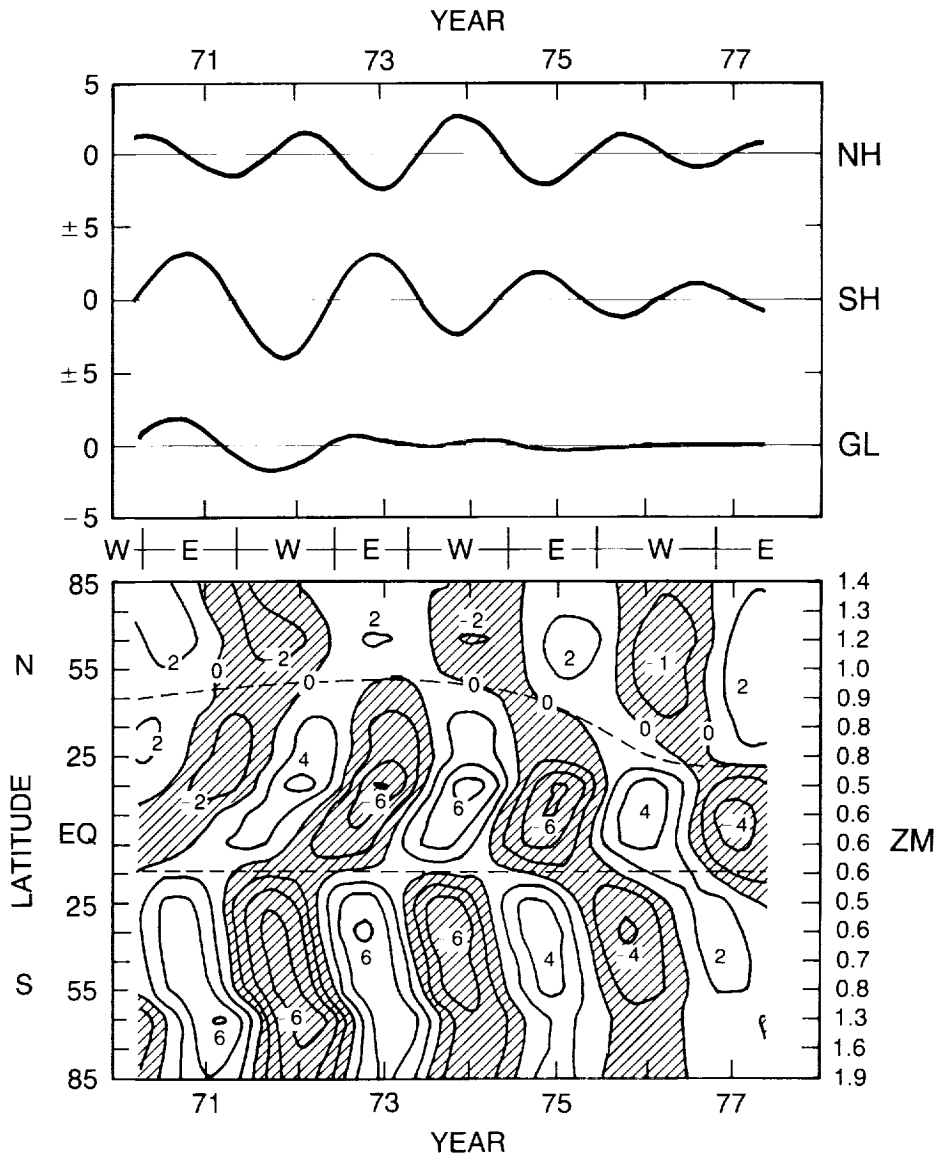 YEAR
71 73 75 77
5
0 NH
±5
0 SH
±5
0 GL
-5
W E W E W E W E
85 1.4
1.3
2 -2 1.2
N 2 -2 0 2 -1
55 1.0
0 0 0 2 0.9
2 0 0.8
4
25 0.8
-2 6 0.5
-6 -6 4 -4 0.6
LATITUDE
EQ 0.6 ZM
0.6
25 0.5
6 -6 -4 0.6
S 4 2 0.7
55 0.8
6 -6 1.3
1.6
85 1.9
71 73 75 77
YEAR